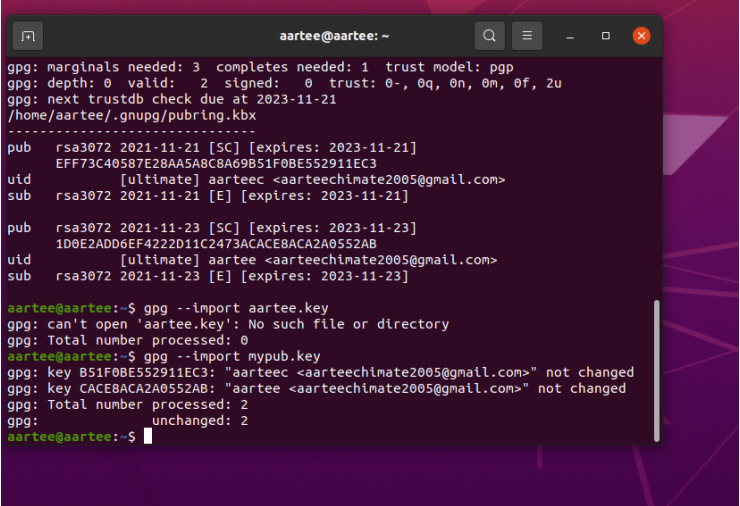 aartee@aartee: ~
gpg: marginals needed: 3  completes needed: 1  trust model: pgp
gpg: depth: 0  valid:   2  signed:   0  trust: 0-, 0q, 0n, 0m, 0f, 2u
gpg: next trustdb check due at 2023-11-21
/home/aartee/.gnupg/pubring.kbx
-------------------------------
pub   rsa3072 2021-11-21 [SC] [expires: 2023-11-21]
      EFF73C40587E28AA5A8C8A69B51F0BE552911EC3
uid           [ultimate] aarteec <aarteechimate2005@gmail.com>
sub   rsa3072 2021-11-21 [E] [expires: 2023-11-21]
pub   rsa3072 2021-11-23 [SC] [expires: 2023-11-23]
      1D0E2ADD6EF4222D11C2473ACACE8ACA2A0552AB
uid           [ultimate] aartee <aarteechimate2005@gmail.com>
sub   rsa3072 2021-11-23 [E] [expires: 2023-11-23]
aartee@aartee:~$ gpg --import aartee.key
gpg: can't open 'aartee.key': No such file or directory
gpg: Total number processed: 0
aartee@aartee:~$ gpg --import mypub.key
gpg: key B51F0BE552911EC3: "aarteec <aarteechimate2005@gmail.com>" not changed
gpg: key CACE8ACA2A0552AB: "aartee <aarteechimate2005@gmail.com>" not changed
gpg: Total number processed: 2
gpg:              unchanged: 2
aartee@aartee:~$